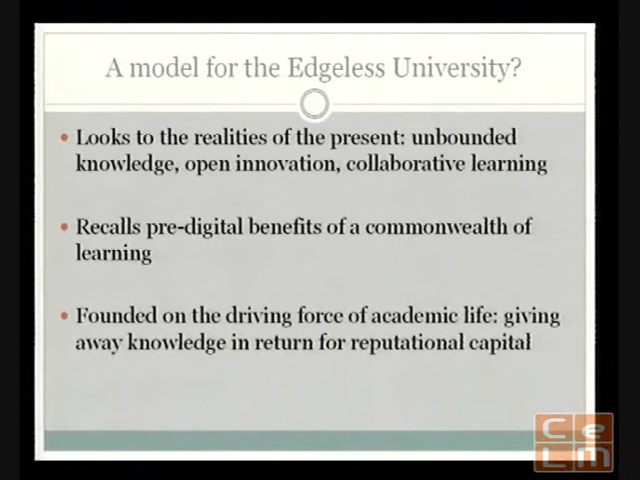 A model for the Edgeless University?
Looks to the realities of the present: unbounded
knowledge, open innovation, collaborative learning
Recalls pre-digital benefits of a commonwealth of
learning
Founded on the driving force of academic life: giving
away knowledge in return for reputational capital
C e
L m